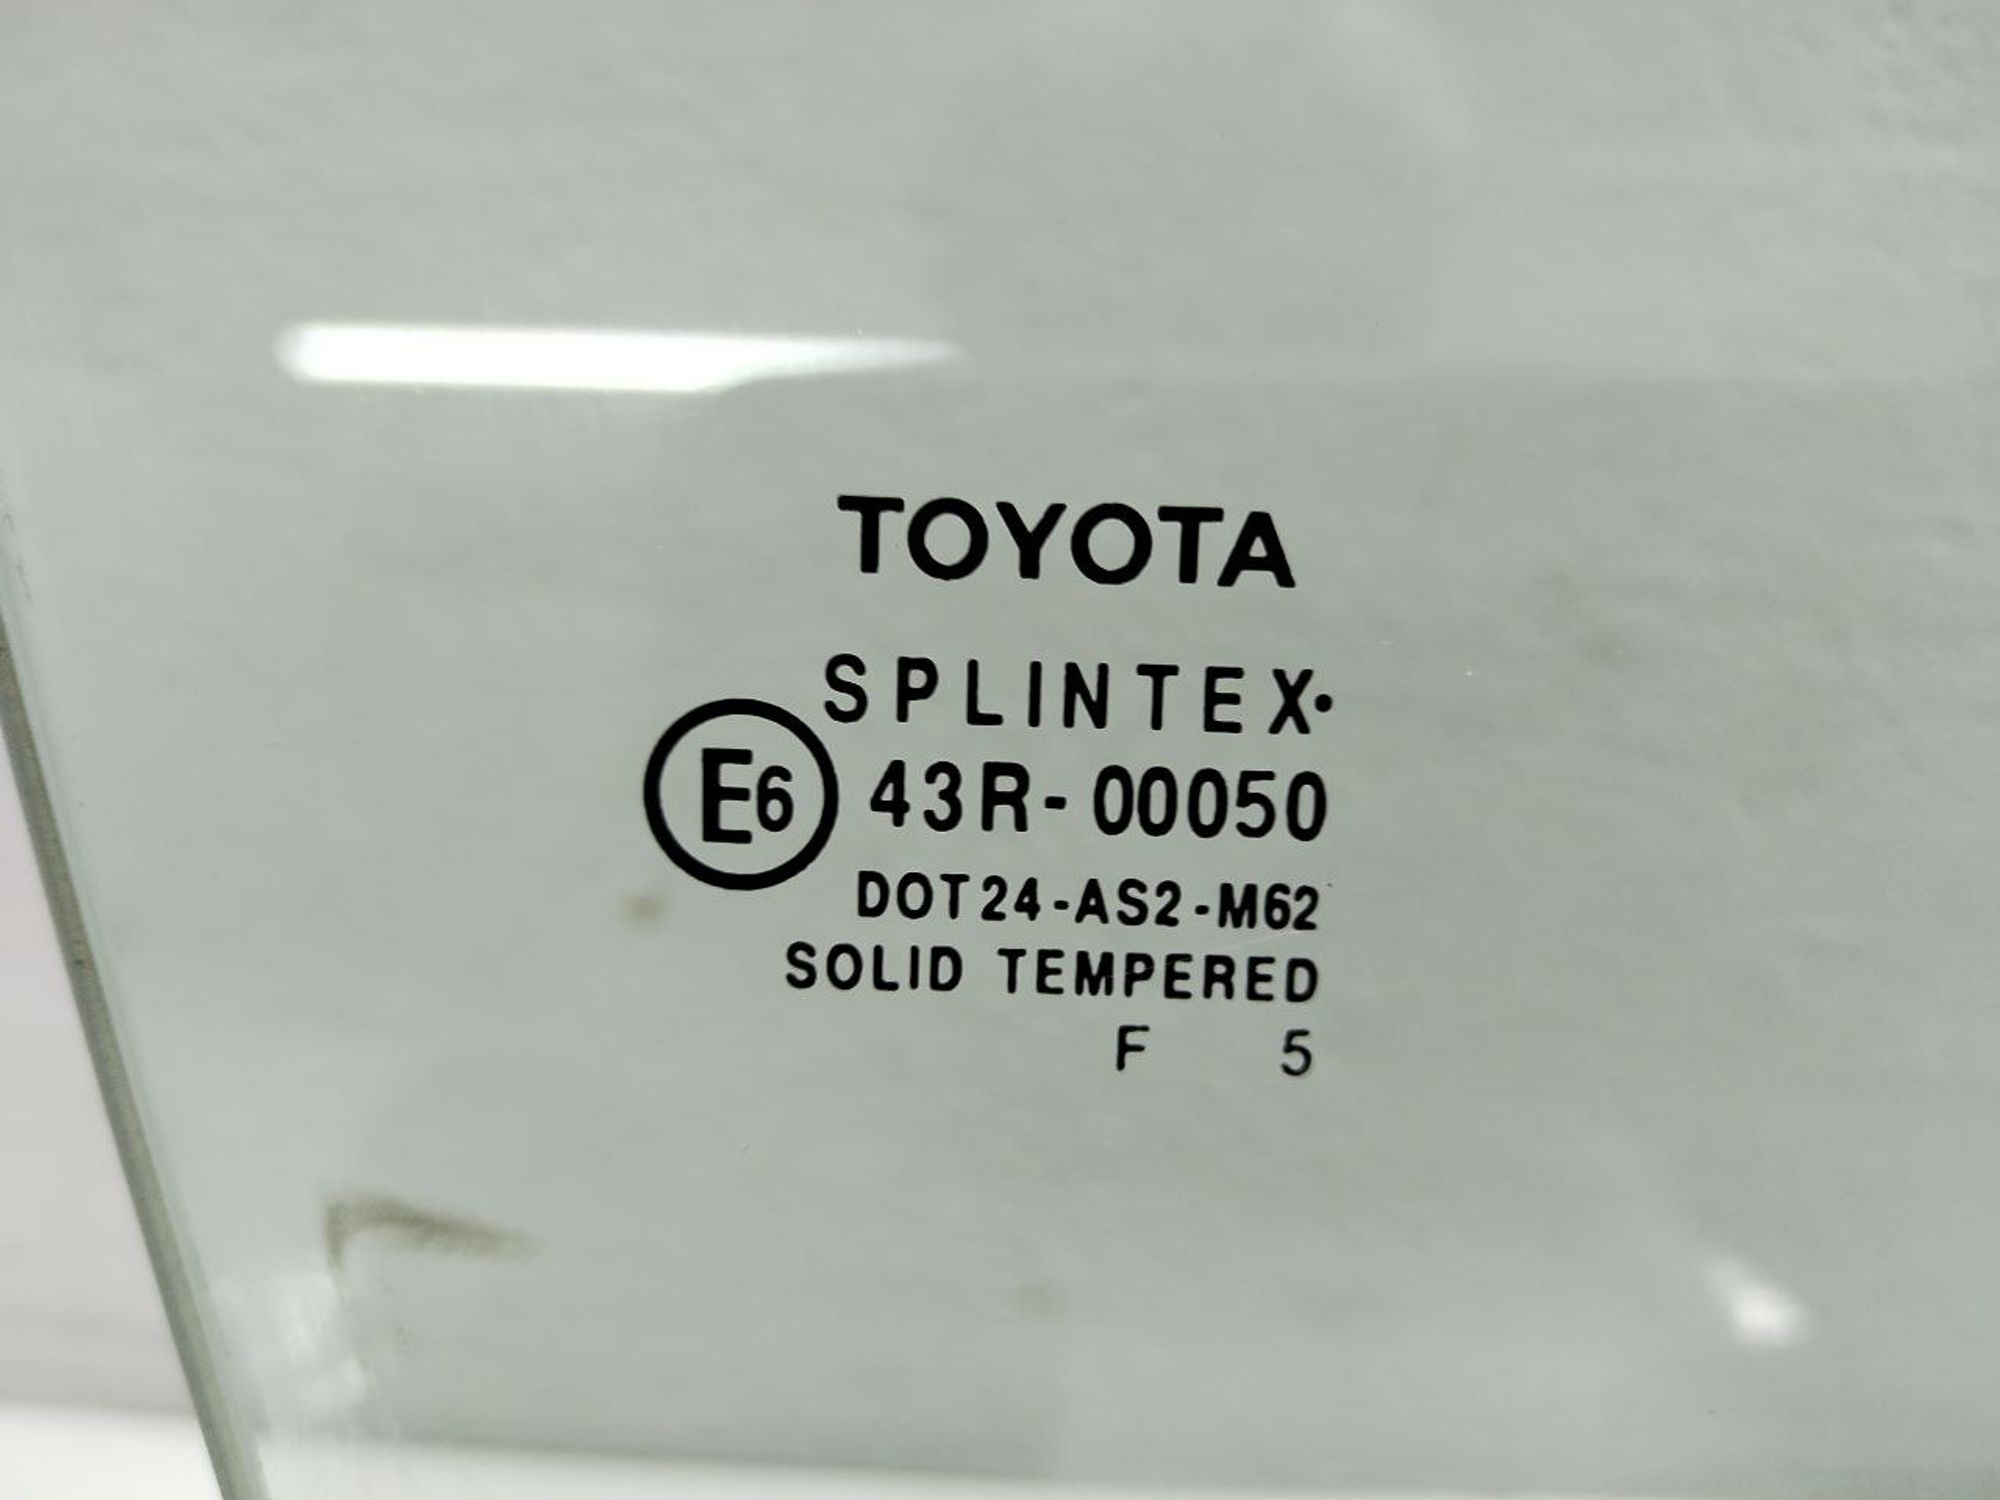 TOYOTA
SPLINTEX·
E6 43R-00050
DOT24-AS2-M62
SOLID TEMPERED
F 5